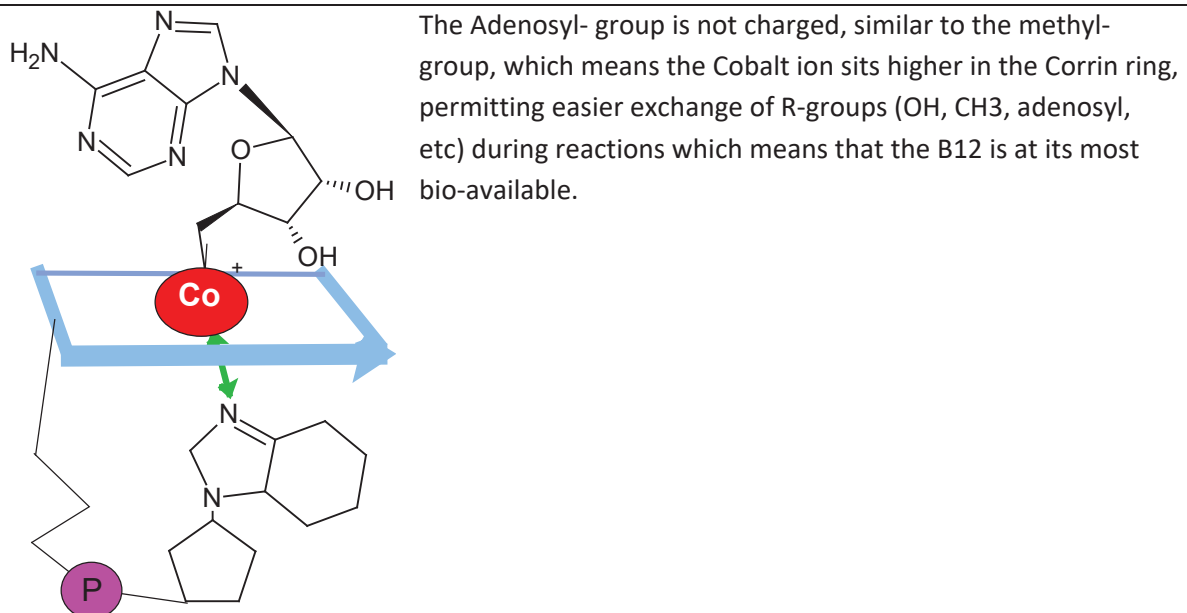 The Adenosyl- group is not charged, similar to the methyl-
group, which means the Cobalt ion sits higher in the Corrin ring,
permitting easier exchange of R-groups (OH, CH3, adenosyl,
etc) during reactions which means that the B12 is at its most
bio-available.
N
H2N
N
N
N
O
OH
OH
+
Co
N
N
P